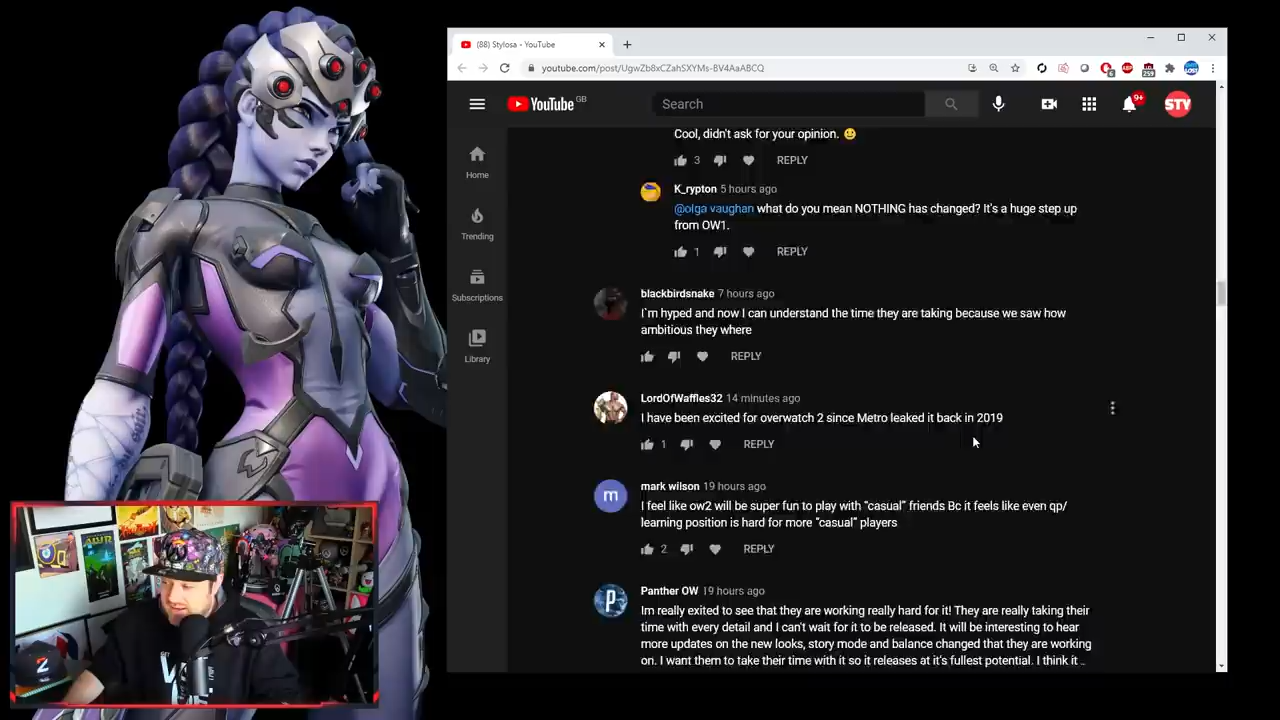 (88) Stylosa - YouTube
youtube.com/post/UgwZb8xCZahSXYMs-BV4AaABCQ
6
ABP
259
LOST
YouTube GB
Search
9+
STY
Home
Trending
Subscriptions
Library
Cool, didn't ask for your opinion. 🙂
3 REPLY
K_rypton 5 hours ago
@olga vaughan what do you mean NOTHING has changed? It's a huge step up
from OW1.
1 REPLY
blackbirdsnake 7 hours ago
I`m hyped and now I can understand the time they are taking because we saw how
ambitious they where
REPLY
LordOfWaffles32 14 minutes ago
I have been excited for overwatch 2 since Metro leaked it back in 2019
1 REPLY
m
mark wilson 19 hours ago
I feel like ow2 will be super fun to play with “casual” friends Bc it feels like even qp/
learning position is hard for more “casual” players
2 REPLY
P
Panther OW 19 hours ago
Im really exited to see that they are working really hard for it! They are really taking their
time with every detail and I can't wait for it to be released. It will be interesting to hear
more updates on the new looks, story mode and balance changed that they are working
on. I want them to take their time with it so it releases at it's fullest potential. I think it ..